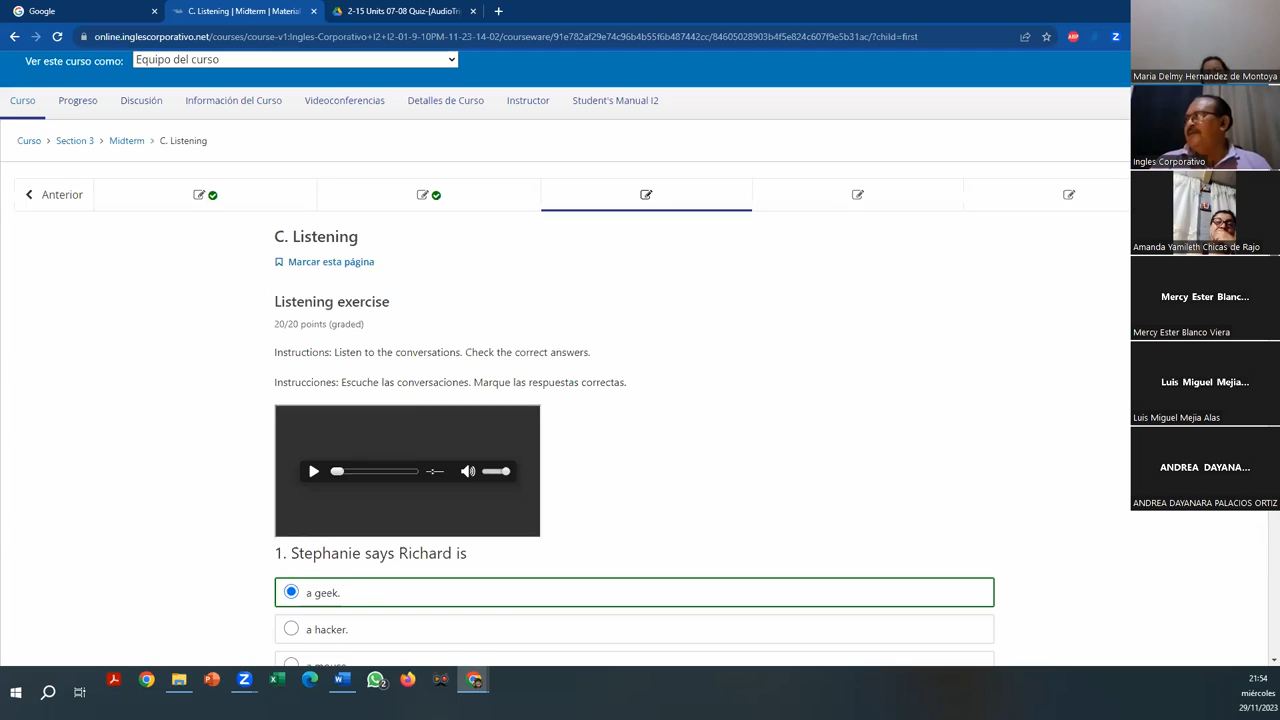 Google
C. Listening | Midterm | Material
2-15 Units 07-08 Quiz-[AudioTr
online.inglescorporativo.net/courses/course-v1:Ingles-Corporativo+I2+I2-01-9-10PM-11-23-14-02/courseware/91e782af29e74c96b4b55f6b487442cc/84605028903b4f5e824c607f9e5b31ac/?child=first
ABP
Ver este curso como:
Equipo del curso
Curso
Progreso
Discusión
Información del Curso
Videoconferencias
Detalles de Curso
Instructor
Student's Manual I2
Curso > Section 3 > Midterm > C. Listening
Anterior
C. Listening
Marcar esta página
Listening exercise
20/20 points (graded)
Instructions: Listen to the conversations. Check the correct answers.
Instrucciones: Escuche las conversaciones. Marque las respuestas correctas.
-:--
1. Stephanie says Richard is
a geek.
a hacker.
a mouse.
Maria Delmy Hernandez de Montoya
Ingles Corporativo
Amanda Yamileth Chicas de Rajo
Mercy Ester Blanc...
Mercy Ester Blanco Viera
Luis Miguel Mejia...
Luis Miguel Mejia Alas
ANDREA DAYANA...
ANDREA DAYANARA PALACIOS ORTIZ
2
21:54
miércoles
29/11/2023